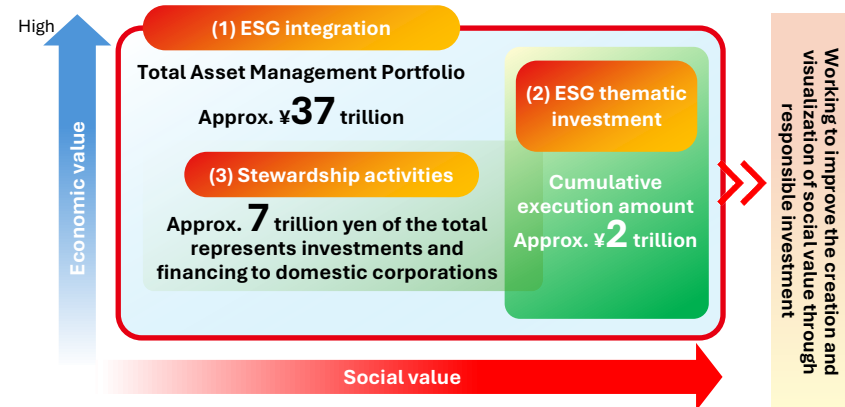 High
Economic value
(1) ESG integration
Total Asset Management Portfolio
Approx. ¥37 trillion
(2) ESG thematic
investment
Cumulative
execution amount
Approx. ¥2 trillion
(3) Stewardship activities
Approx. 7 trillion yen of the total
represents investments and
financing to domestic corporations
Social value
Working to improve the creation and
visualization of social value through
responsible investment